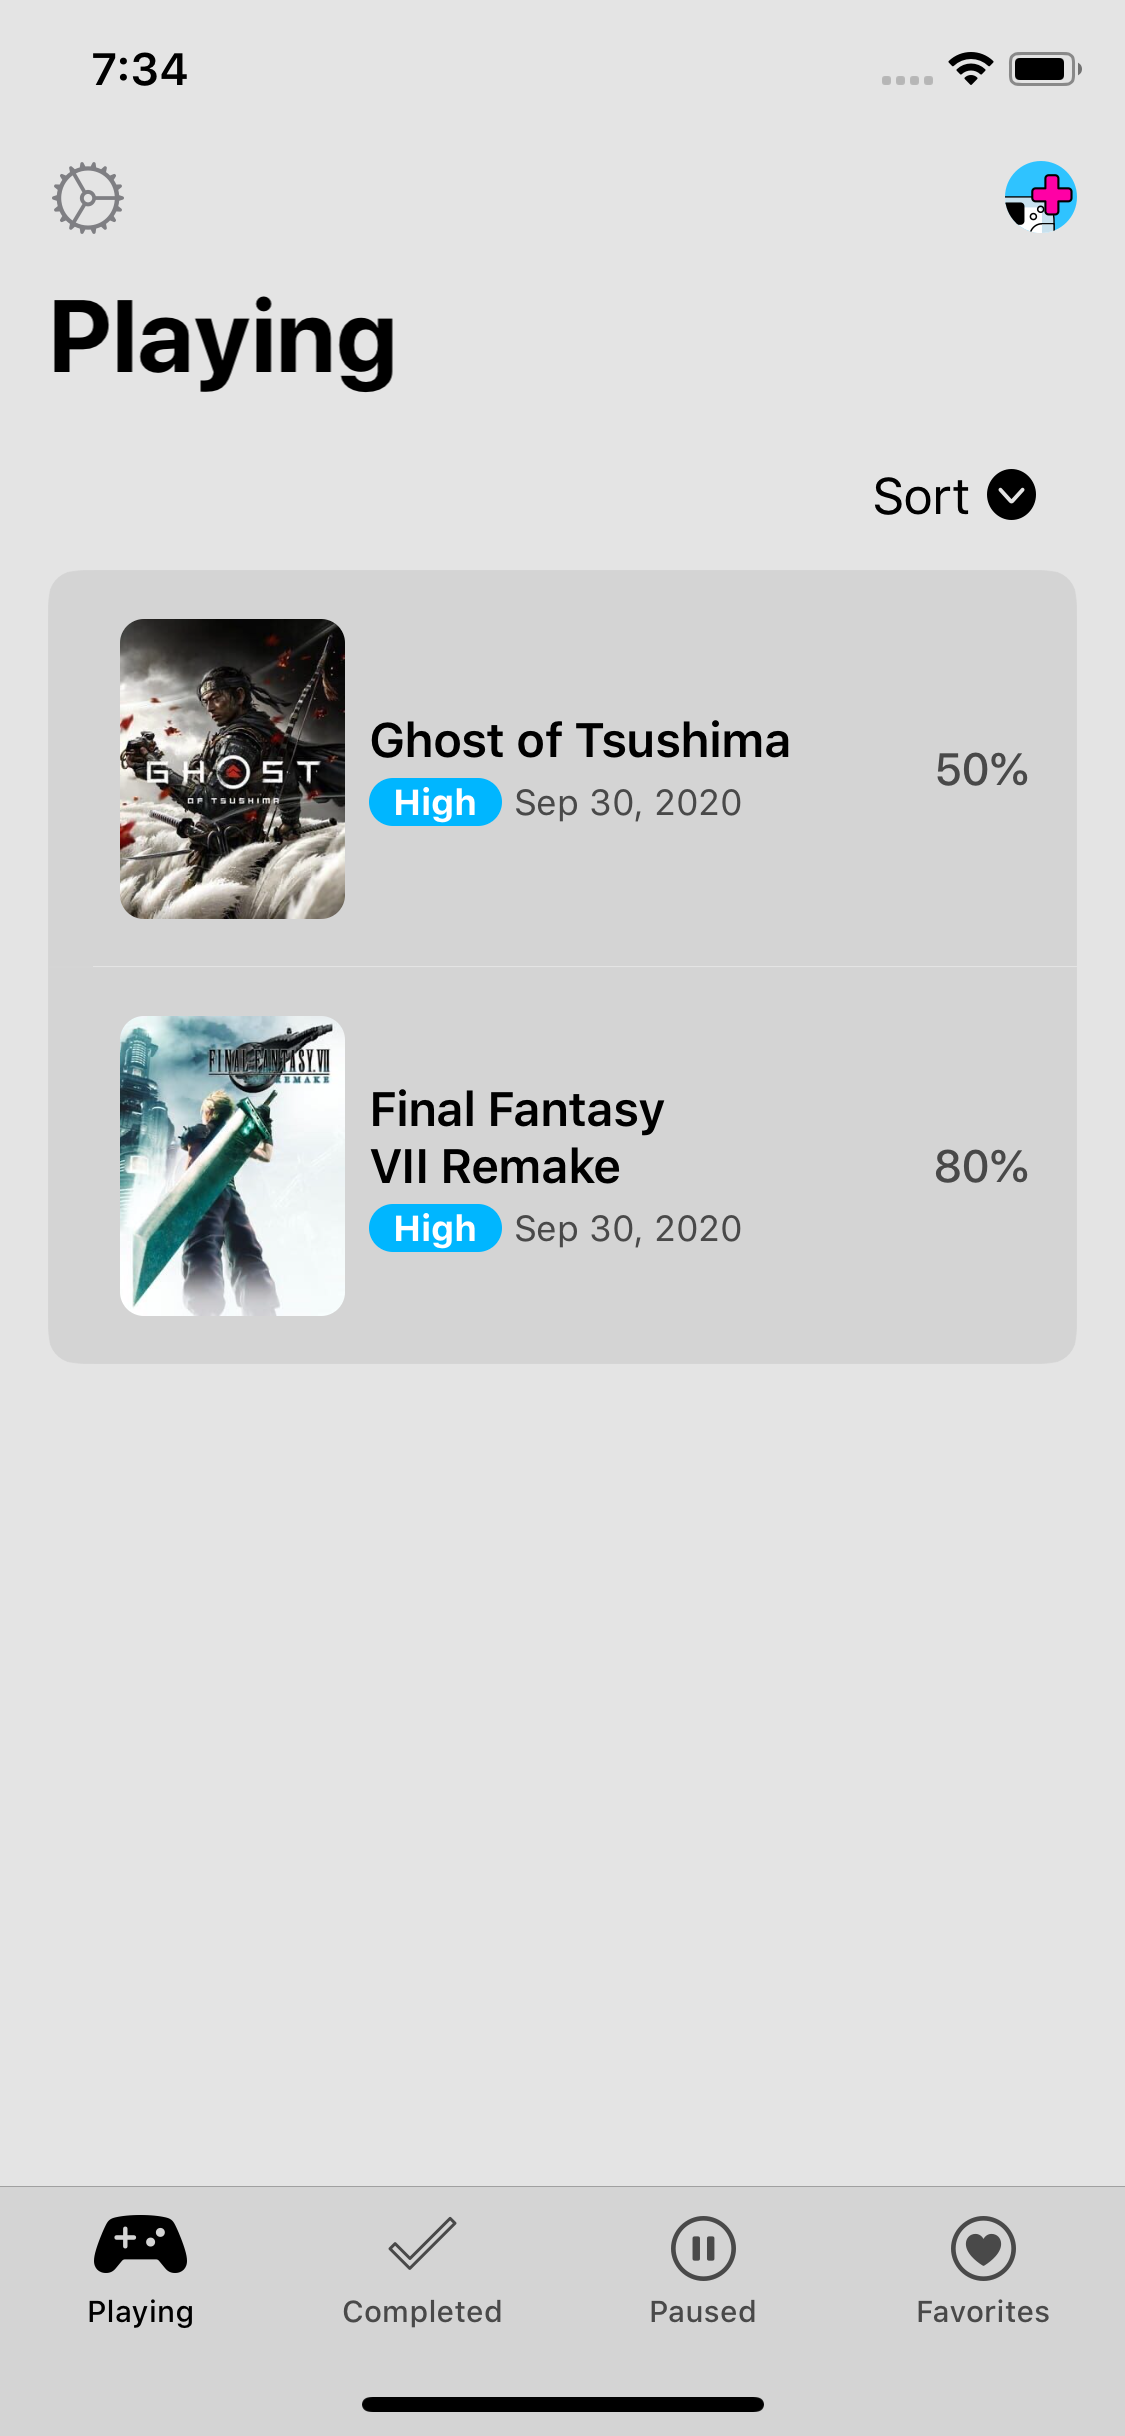 7:34
Playing
Sort
GHOST
OF TSUSHIMA
Ghost of Tsushima
50%
High Sep 30, 2020
FINAL FANTASY VII
REMAKE
Final Fantasy
VII Remake
80%
High Sep 30, 2020
Playing
Completed
Paused
Favorites